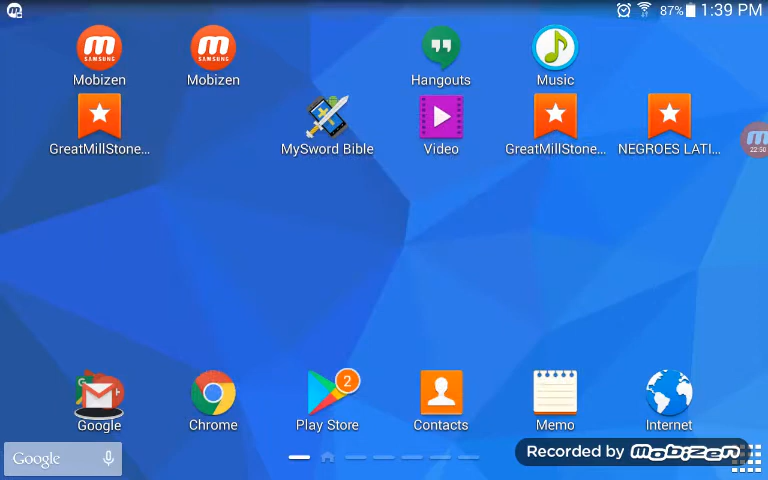 87% 1:39 PM
m SAMSUNG
m SAMSUNG
Mobizen
Mobizen
Hangouts
Music
GreatMillStone...
MySword Bible
Video
GreatMillStone...
NEGROES LATI...
m
22:50
2
Google
Chrome
Play Store
Contacts
Memo
Internet
Google
Recorded by Mobizen